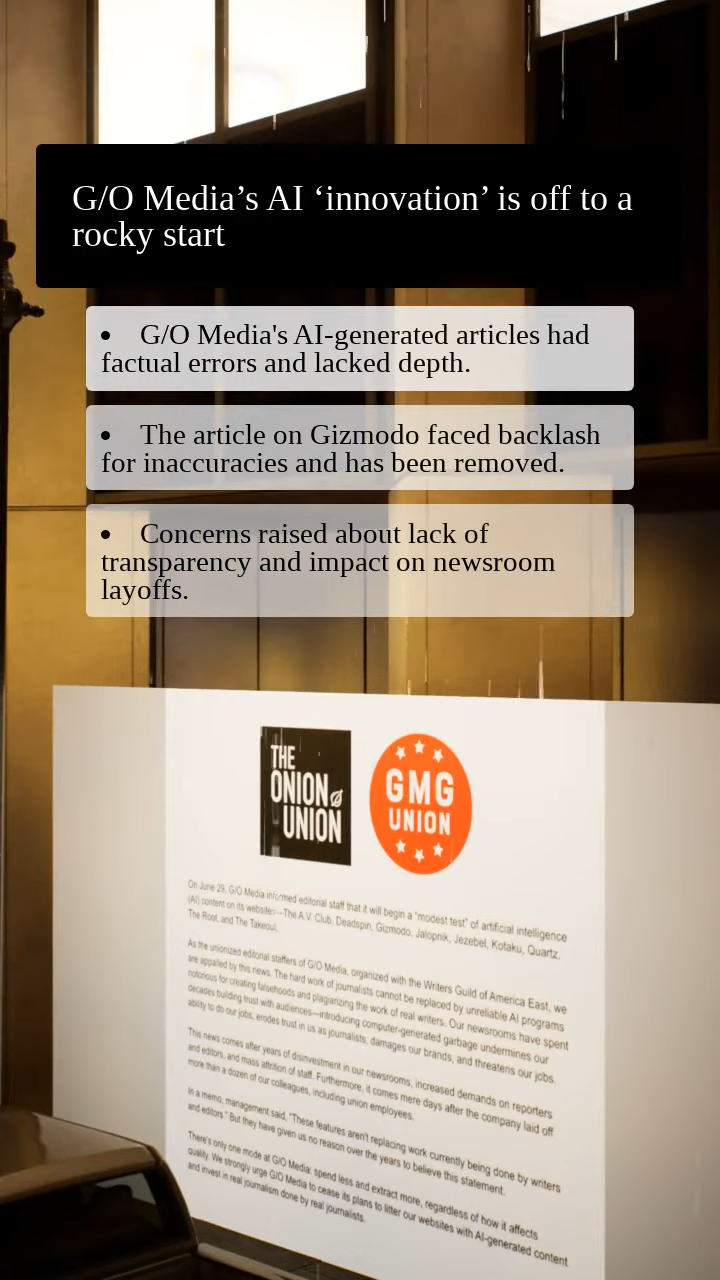 G/O Media’s AI ‘innovation’ is off to a
rocky start
• G/O Media's AI-generated articles had
factual errors and lacked depth.
• The article on Gizmodo faced backlash
for inaccuracies and has been removed.
• Concerns raised about lack of
transparency and impact on newsroom
layoffs.
THE
ONION
UNION
GMG
UNION
On June 29, G/O Media informed editorial staff that it will begin a "modest test" of artificial intelligence
(AI) content on its websites—The A.V. Club, Deadspin, Gizmodo, Jalopnik, Jezebel, Kotaku, Quartz,
The Root, and The Takeout.
As the unionized editorial staffers of G/O Media, organized with the Writers Guild of America East, we
are appalled by this news. The hard work of journalists cannot be replaced by unreliable AI programs
notorious for creating falsehoods and plagiarizing the work of real writers. Our newsrooms have spent
decades building trust with audiences—introducing computer-generated garbage undermines our
ability to do our jobs, erodes trust in us as journalists, damages our brands, and threatens our jobs.
This news comes after years of disinvestment in our newsrooms, increased demands on reporters
and editors, and mass attrition of staff. Furthermore, it comes mere days after the company laid off
more than a dozen of our colleagues, including union employees.
In a memo, management said, "These features aren't replacing work currently being done by writers
and editors." But they have given us no reason over the years to believe this statement.
There's only one mode at G/O Media: spend less and extract more, regardless of how it affects
quality. We strongly urge G/O Media to cease its plans to litter our websites with AI-generated content
and invest in real journalism done by real journalists.